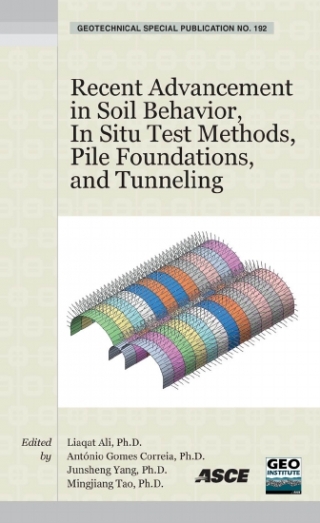 GEOTECHNICAL SPECIAL PUBLICATION NO. 192
Recent Advancement
in Soil Behavior,
In Situ Test Methods,
Pile Foundations,
and Tunneling
Edited
by
Liaqat Ali, Ph.D.
António Gomes Correia, Ph.D.
Junsheng Yang, Ph.D.
Mingjiang Tao, Ph.D.
ASCE
GEO
INSTITUTE